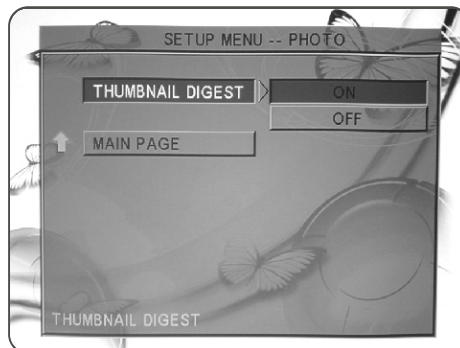 SETUP MENU -- PHOTO
THUMBNAIL DIGEST
ON
OFF
MAIN PAGE
THUMBNAIL DIGEST